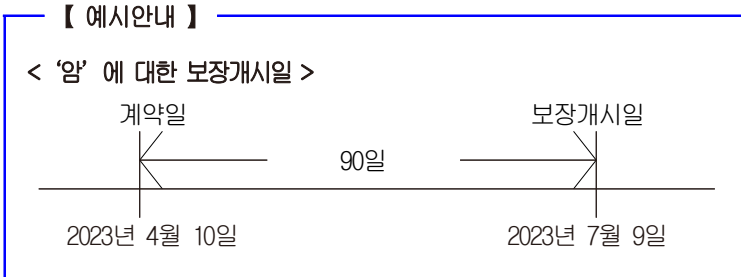 【 예시안내 】
< ‘암’ 에 대한 보장개시일 >
계약일 보장개시일
90일
2023년 4월 10일 2023년 7월 9일